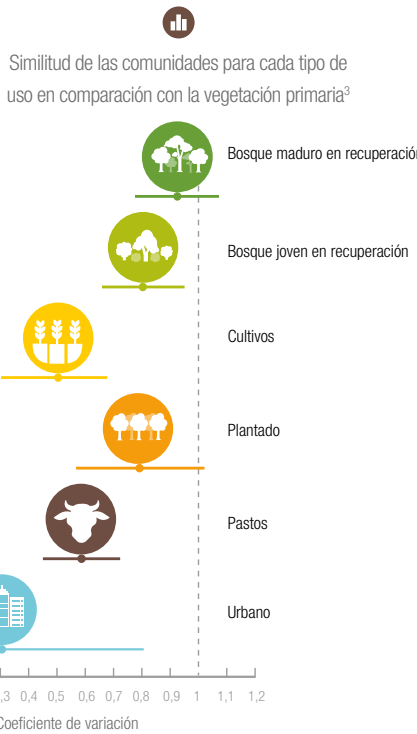 Similitud de las comunidades para cada tipo de
uso en comparación con la vegetación primaria³
Bosque maduro en recuperación
Bosque joven en recuperación
Cultivos
Plantado
Pastos
Urbano
,3 0,4 0,5 0,6 0,7 0,8 0,9 1 1,1 1,2
Coeficiente de variación